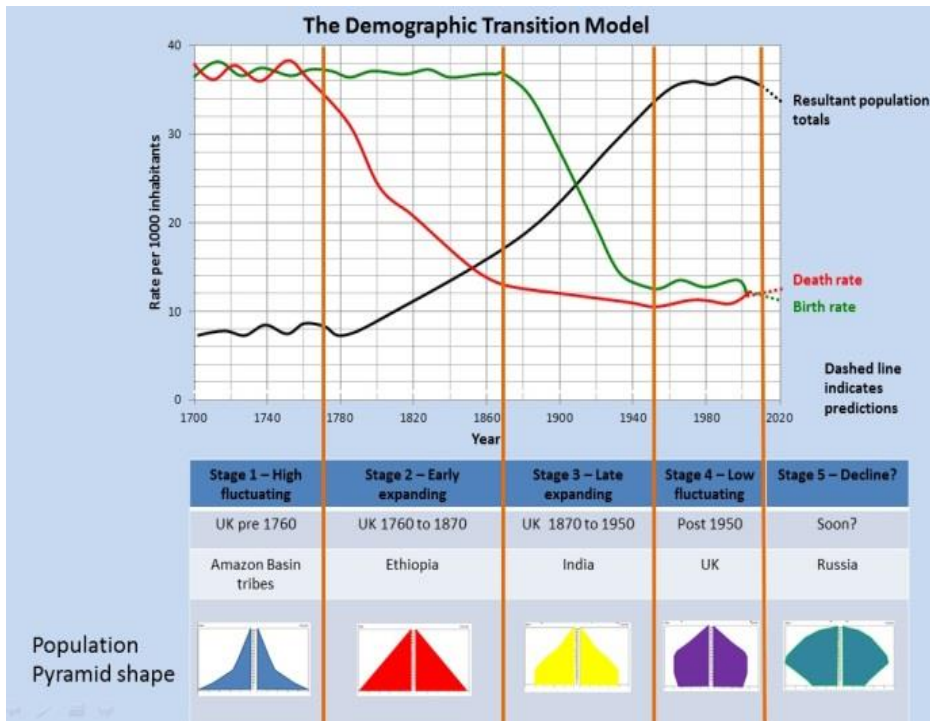 The Demographic Transition Model
40
30
20
10
0
Rate per 1000 inhabitants
1700 1740 1780 1820 1860 1900 1940 1980 2020
Year
Resultant population
totals
Death rate
Birth rate
Dashed line
indicates
predictions
Stage 1 – High
fluctuating
Stage 2 – Early
expanding
Stage 3 – Late
expanding
Stage 4 – Low
fluctuating
Stage 5 – Decline?
UK pre 1760
UK 1760 to 1870
UK 1870 to 1950
Post 1950
Soon?
Amazon Basin
tribes
Ethiopia
India
UK
Russia
Population
Pyramid shape